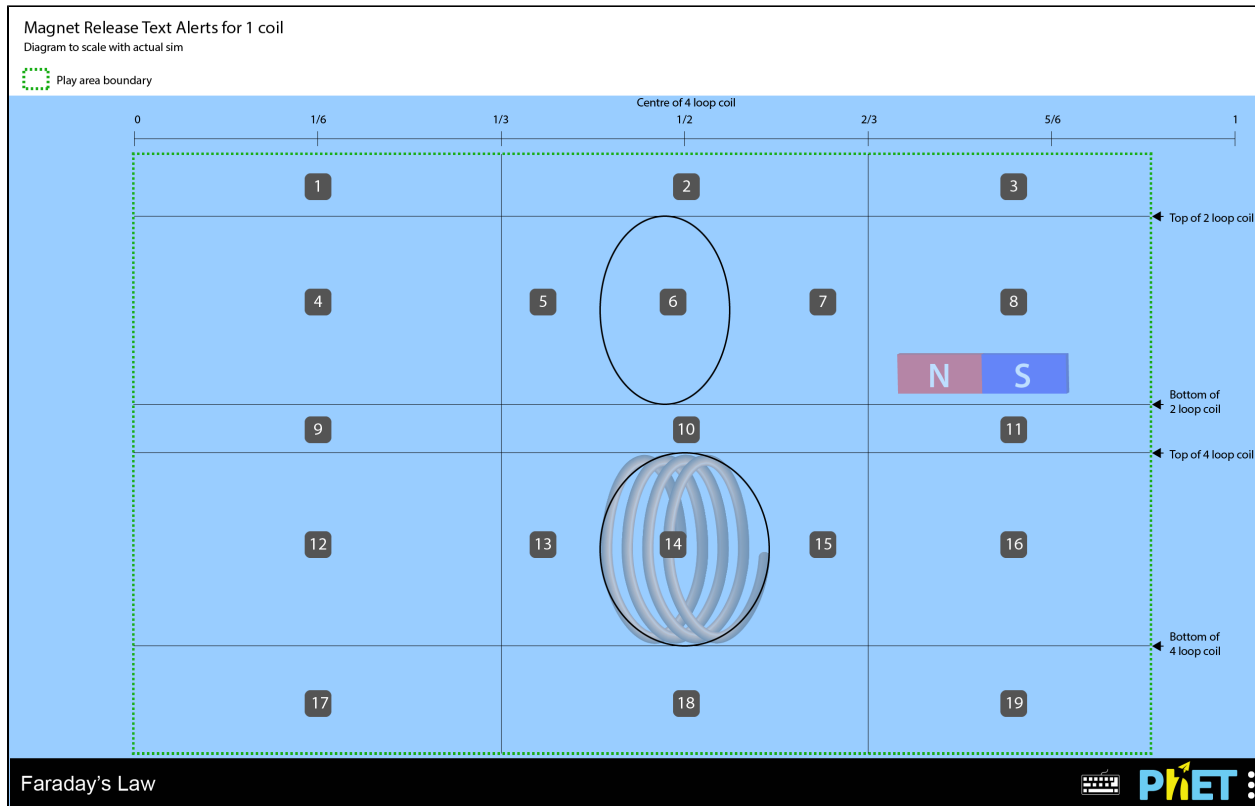 Magnet Release Text Alerts for 1 coil
Diagram to scale with actual sim
Play area boundary
Centre of 4 loop coil
0 1/6 1/3 1/2 2/3 5/6 1
1 2 3
Top of 2 loop coil
4 5 6 7 8
N S
Bottom of
2 loop coil
9 10 11
Top of 4 loop coil
12 13 14 15 16
Bottom of
4 loop coil
17 18 19
Faraday's Law
PhET